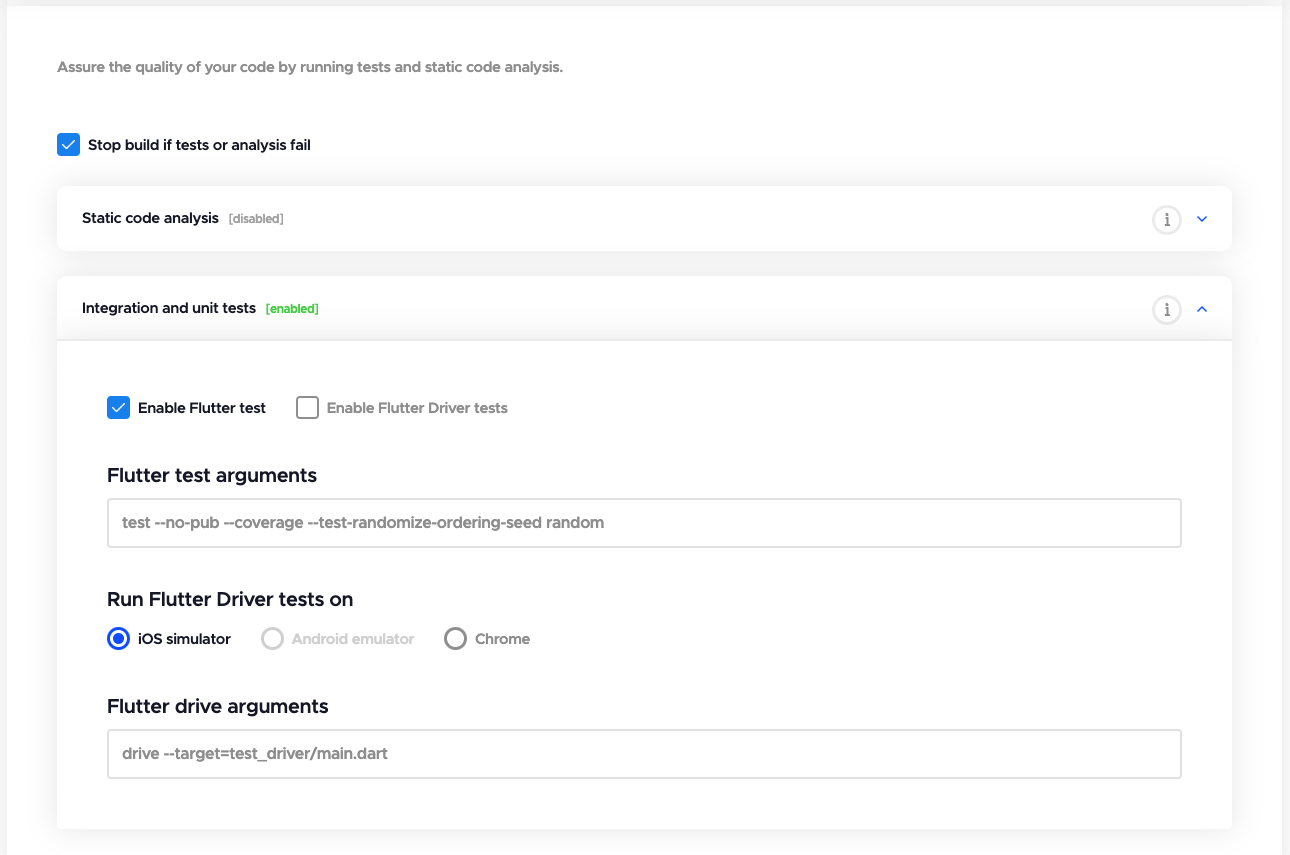 Assure the quality of your code by running tests and static code analysis.
Stop build if tests or analysis fail
Static code analysis [disabled]
Integration and unit tests [enabled]
Enable Flutter test Enable Flutter Driver tests
Flutter test arguments
test --no-pub --coverage --test-randomize-ordering-seed random
Run Flutter Driver tests on
iOS simulator Android emulator Chrome
Flutter drive arguments
drive --target=test_driver/main.dart